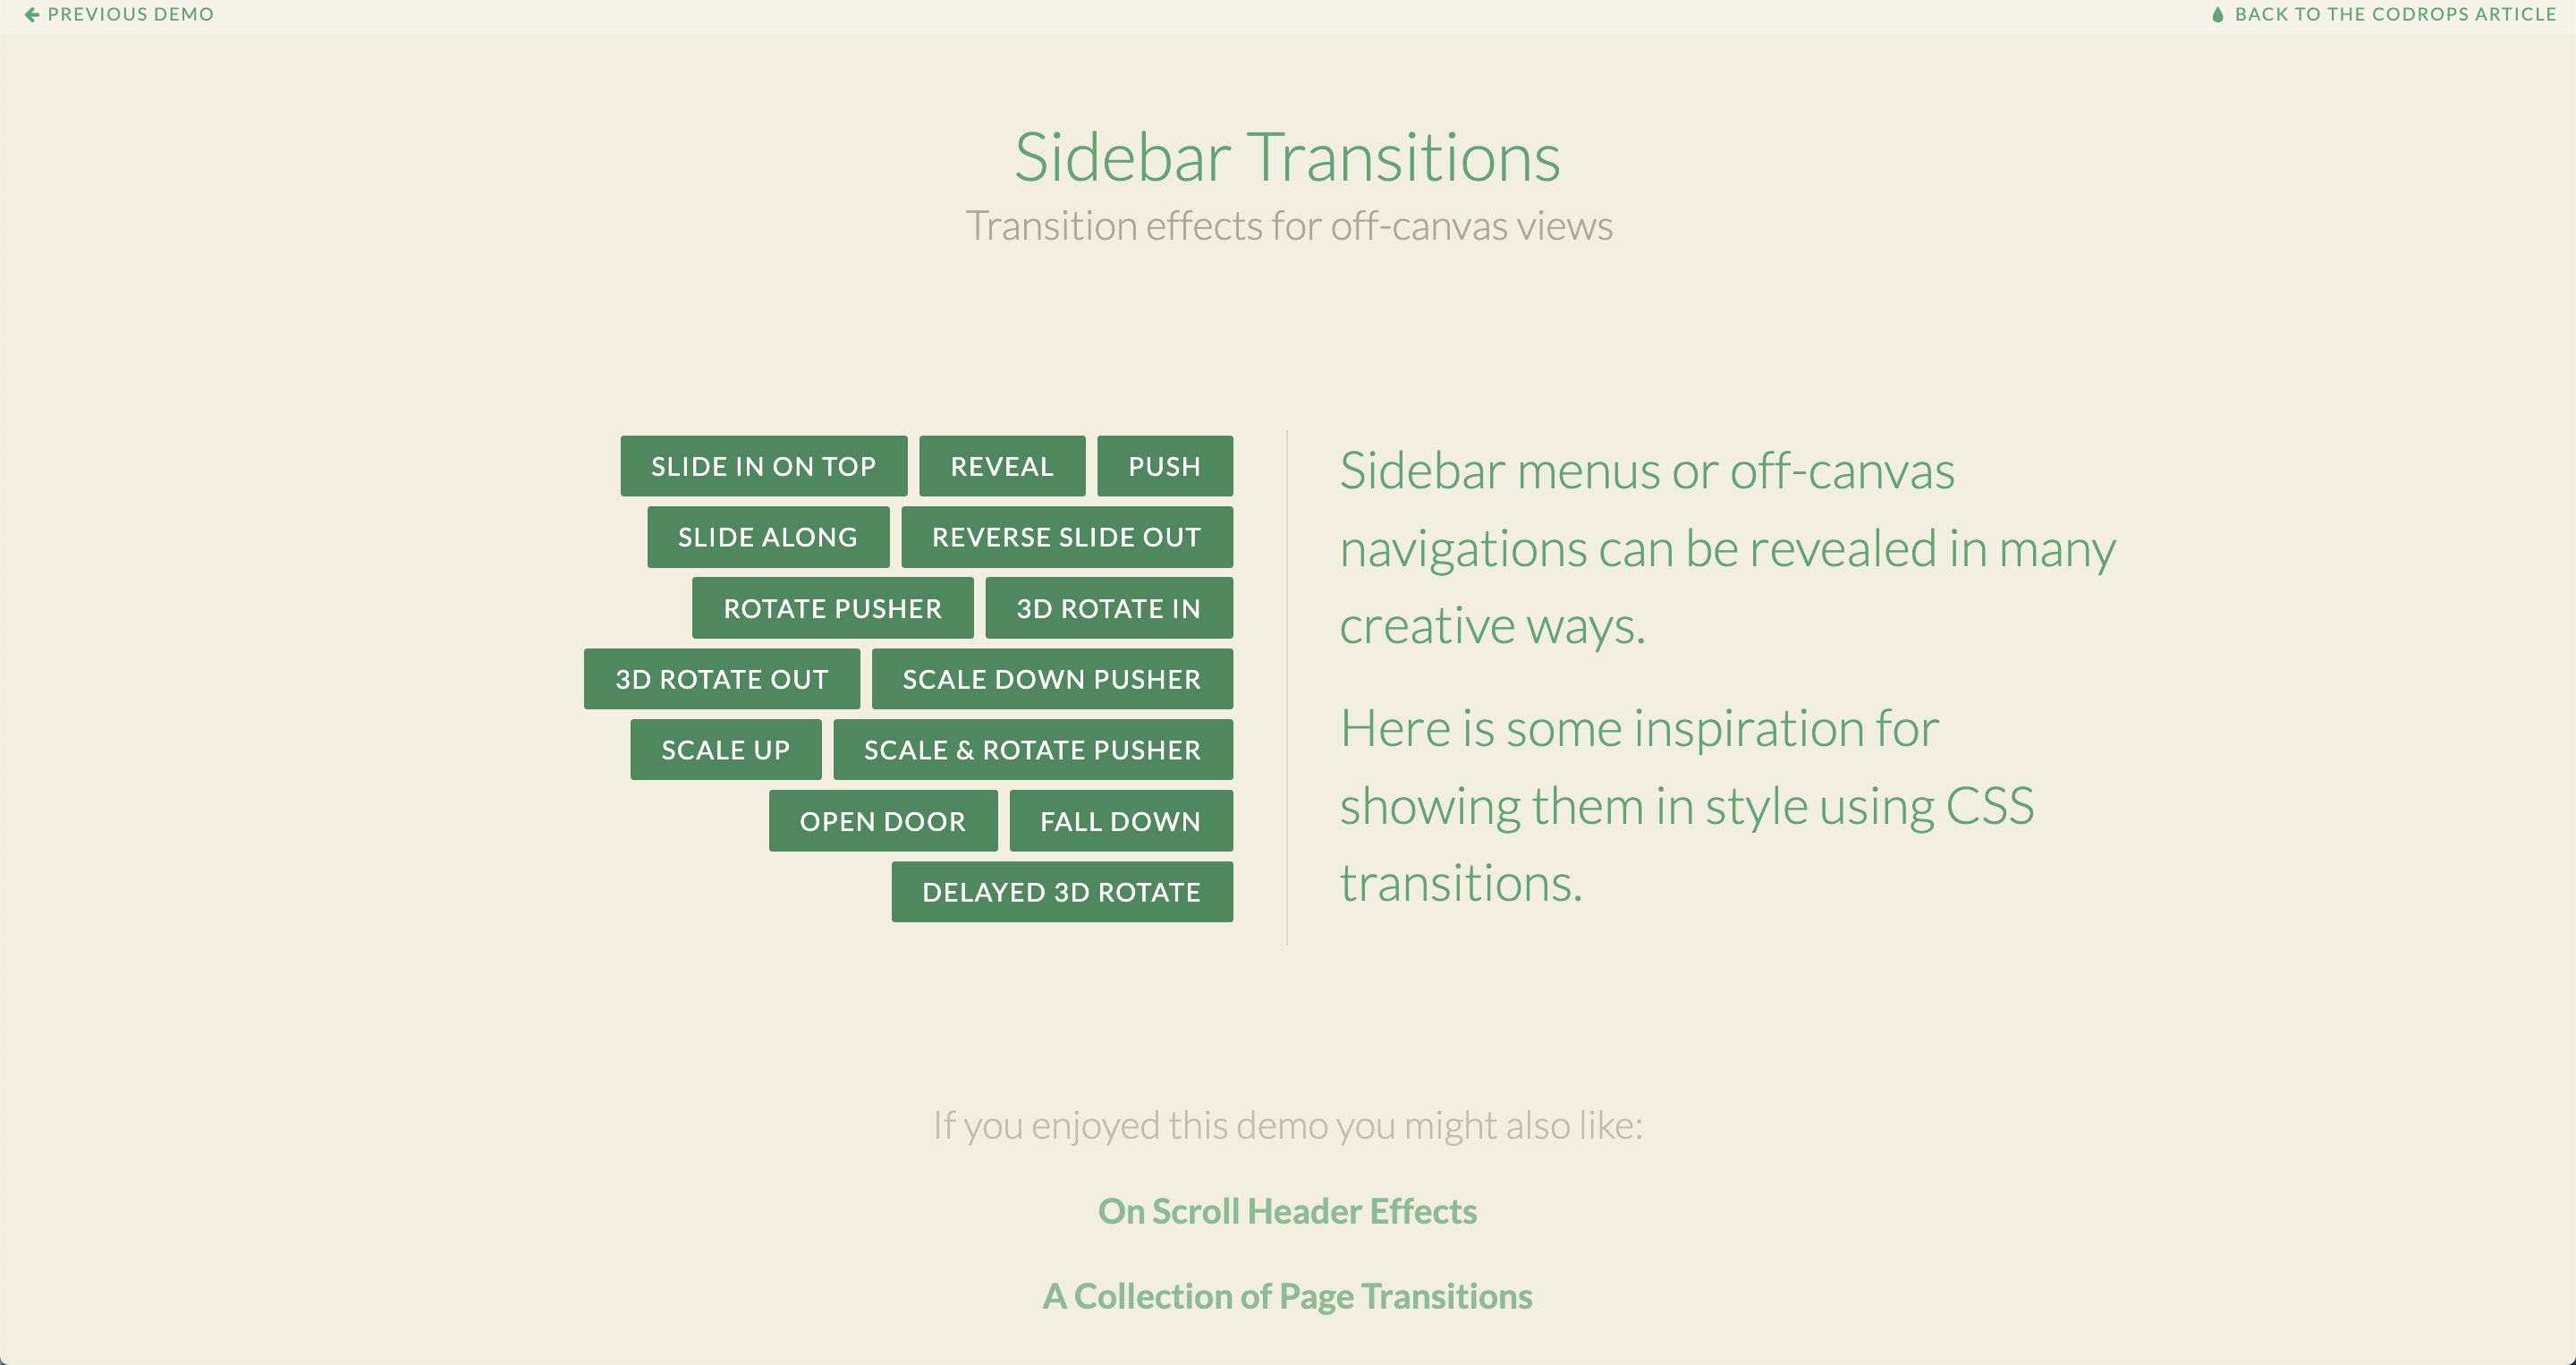 PREVIOUS DEMO
BACK TO THE CODROPS ARTICLE
Sidebar Transitions
Transition effects for off-canvas views
SLIDE IN ON TOP
REVEAL
PUSH
SLIDE ALONG
REVERSE SLIDE OUT
ROTATE PUSHER
3D ROTATE IN
3D ROTATE OUT
SCALE DOWN PUSHER
SCALE UP
SCALE & ROTATE PUSHER
OPEN DOOR
FALL DOWN
DELAYED 3D ROTATE
Sidebar menus or off-canvas
navigations can be revealed in many
creative ways.
Here is some inspiration for
showing them in style using CSS
transitions.
If you enjoyed this demo you might also like:
On Scroll Header Effects
A Collection of Page Transitions